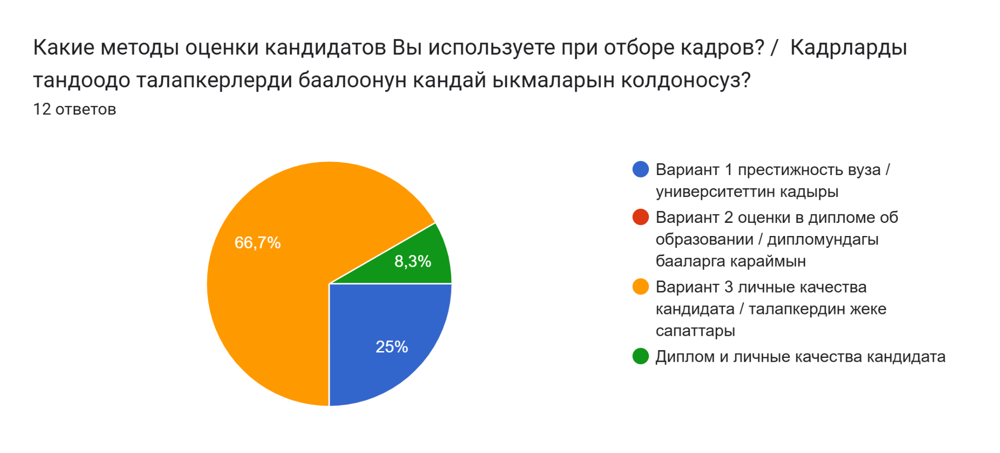 Какие методы оценки кандидатов Вы используете при отборе кадров? /  Кадрларды
тандоодо талапкерлерди баалоонун кандай ыкмаларын колдоносуз?
12 ответов
66,7%
8,3%
25%
Вариант 1 престижность вуза /
университеттин кадыры
Вариант 2 оценки в дипломе об
образовании / дипломундагы
бааларга караймын
Вариант 3 личные качества
кандидата / талапкердин жеке
сапаттары
Диплом и личные качества кандидата